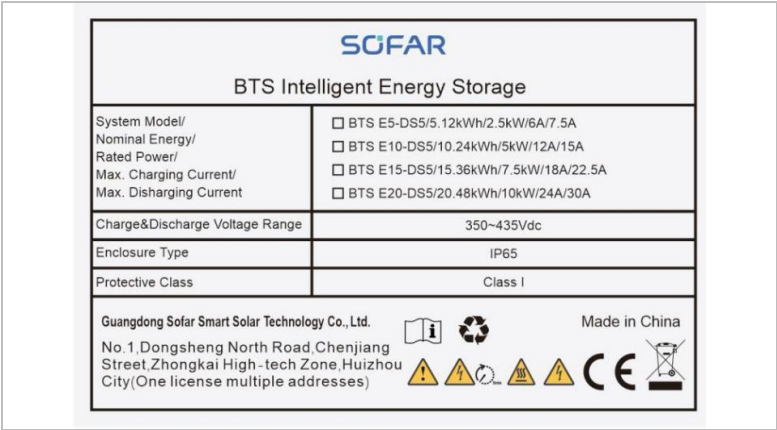 SOFAR
BTS Intelligent Energy Storage
System Model/
Nominal Energy/
Rated Power/
Max. Charging Current/
Max. Disharging Current
BTS E5-DS5/5.12kWh/2.5kW/6A/7.5A
BTS E10-DS5/10.24kWh/5kW/12A/15A
BTS E15-DS5/15.36kWh/7.5kW/18A/22.5A
BTS E20-DS5/20.48kWh/10kW/24A/30A
Charge&Discharge Voltage Range 350~435Vdc
Enclosure Type IP65
Protective Class Class I
Guangdong Sofar Smart Solar Technology Co., Ltd.
No.1,Dongsheng North Road,Chenjiang
Street,Zhongkai High-tech Zone,Huizhou
City(One license multiple addresses)
Made in China
CE